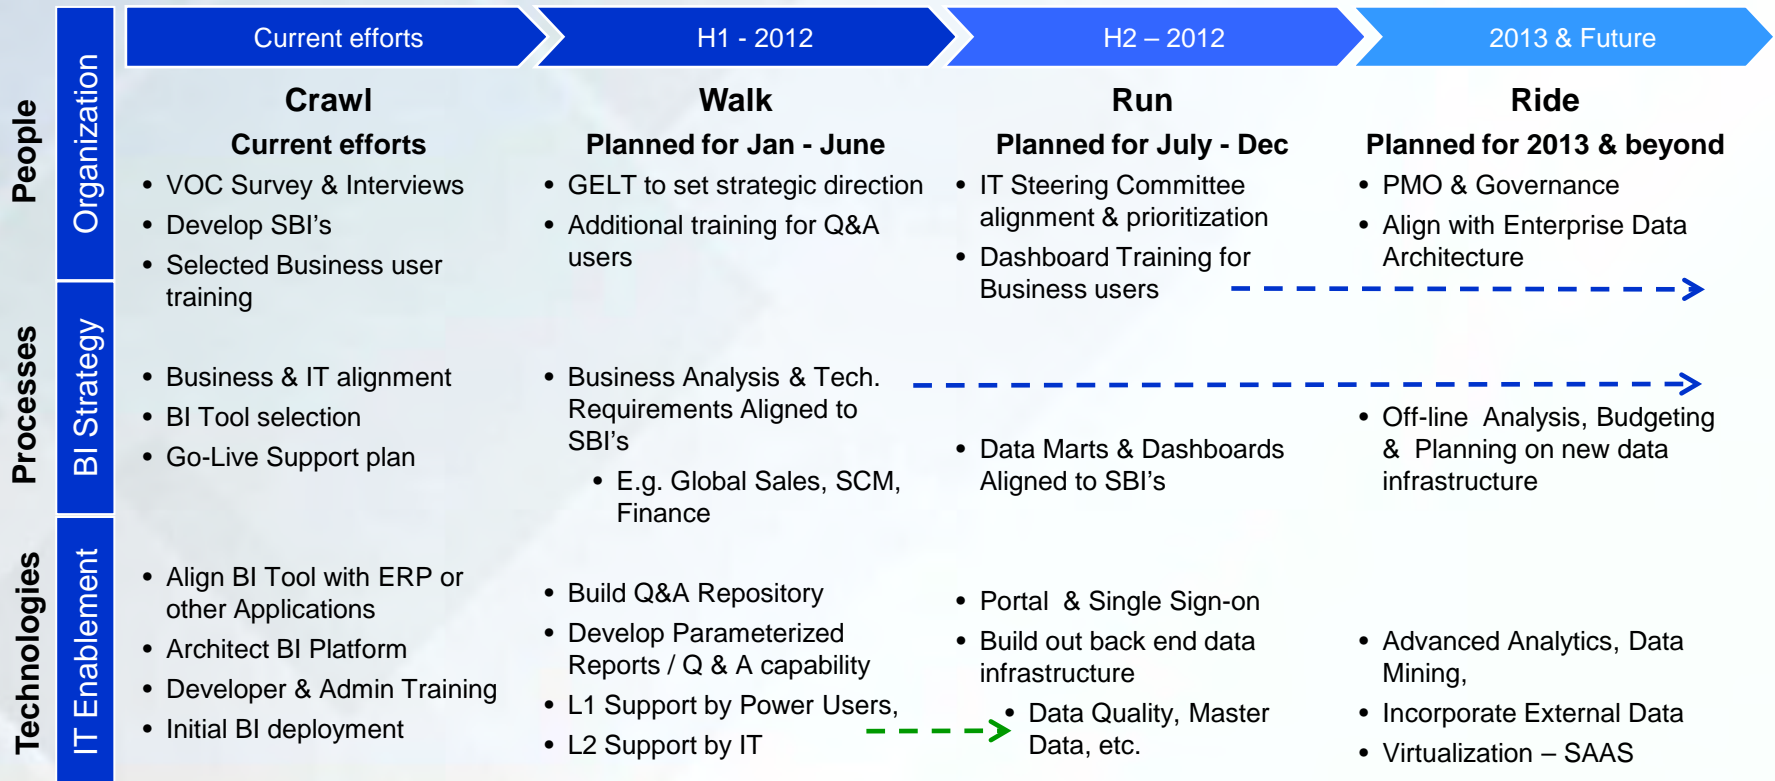 Current efforts
H1 - 2012
H2 – 2012
2013 & Future
People
Organization
Crawl
Current efforts
• VOC Survey & Interviews
• Develop SBI's
• Selected Business user
training
Walk
Planned for Jan - June
• GELT to set strategic direction
• Additional training for Q&A
users
Run
Planned for July - Dec
• IT Steering Committee
alignment & prioritization
• Dashboard Training for
Business users
Ride
Planned for 2013 & beyond
• PMO & Governance
• Align with Enterprise Data
Architecture
Processes
BI Strategy
• Business & IT alignment
• BI Tool selection
• Go-Live Support plan
• Business Analysis & Tech.
Requirements Aligned to
SBI's
• E.g. Global Sales, SCM,
Finance
• Data Marts & Dashboards
Aligned to SBI's
• Off-line Analysis, Budgeting
& Planning on new data
infrastructure
Technologies
IT Enablement
• Align BI Tool with ERP or
other Applications
• Architect BI Platform
• Developer & Admin Training
• Initial BI deployment
• Build Q&A Repository
• Develop Parameterized
Reports / Q & A capability
• L1 Support by Power Users,
• L2 Support by IT
• Portal & Single Sign-on
• Build out back end data
infrastructure
• Data Quality, Master
Data, etc.
• Advanced Analytics, Data
Mining,
• Incorporate External Data
• Virtualization – SAAS